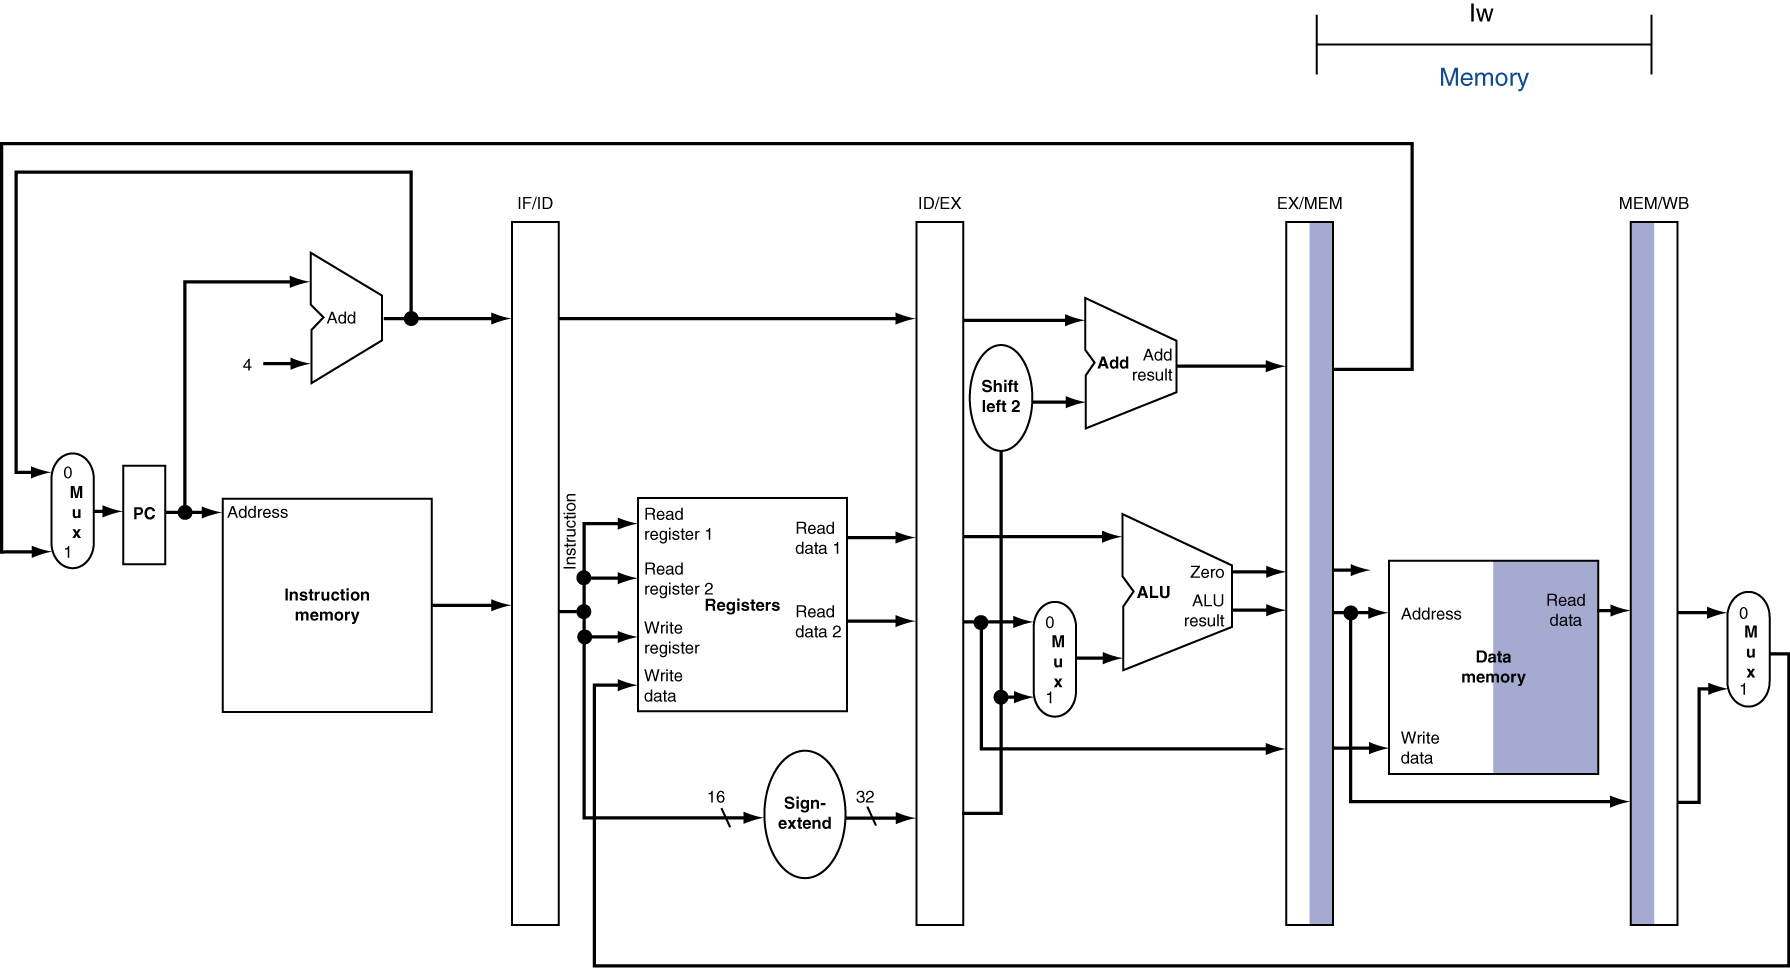 lw
Memory
IF/ID
ID/EX
EX/MEM
MEM/WB
Add
4
Add
Add
result
Shift
left 2
0
M
u
x
1
PC
Address
Instruction
memory
Instruction
Read
register 1
Read
register 2
Write
register
Write
data
Registers
Read
data 1
Read
data 2
16
Sign-
extend
32
0
M
u
x
1
ALU
Zero
ALU
result
Address
Read
data
Data
memory
Write
data
0
M
u
x
1